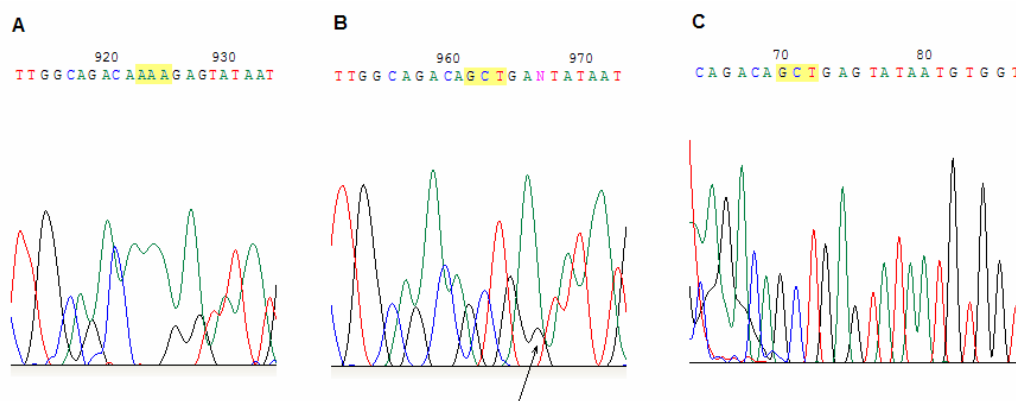 A
920 930
TTGGCAGACAAAAGAGTATAAT
B
960 970
TTGGCAGACAGCTGANTATAAT
C
70 80
CAGACAGCTGAGTATAATGTGGT